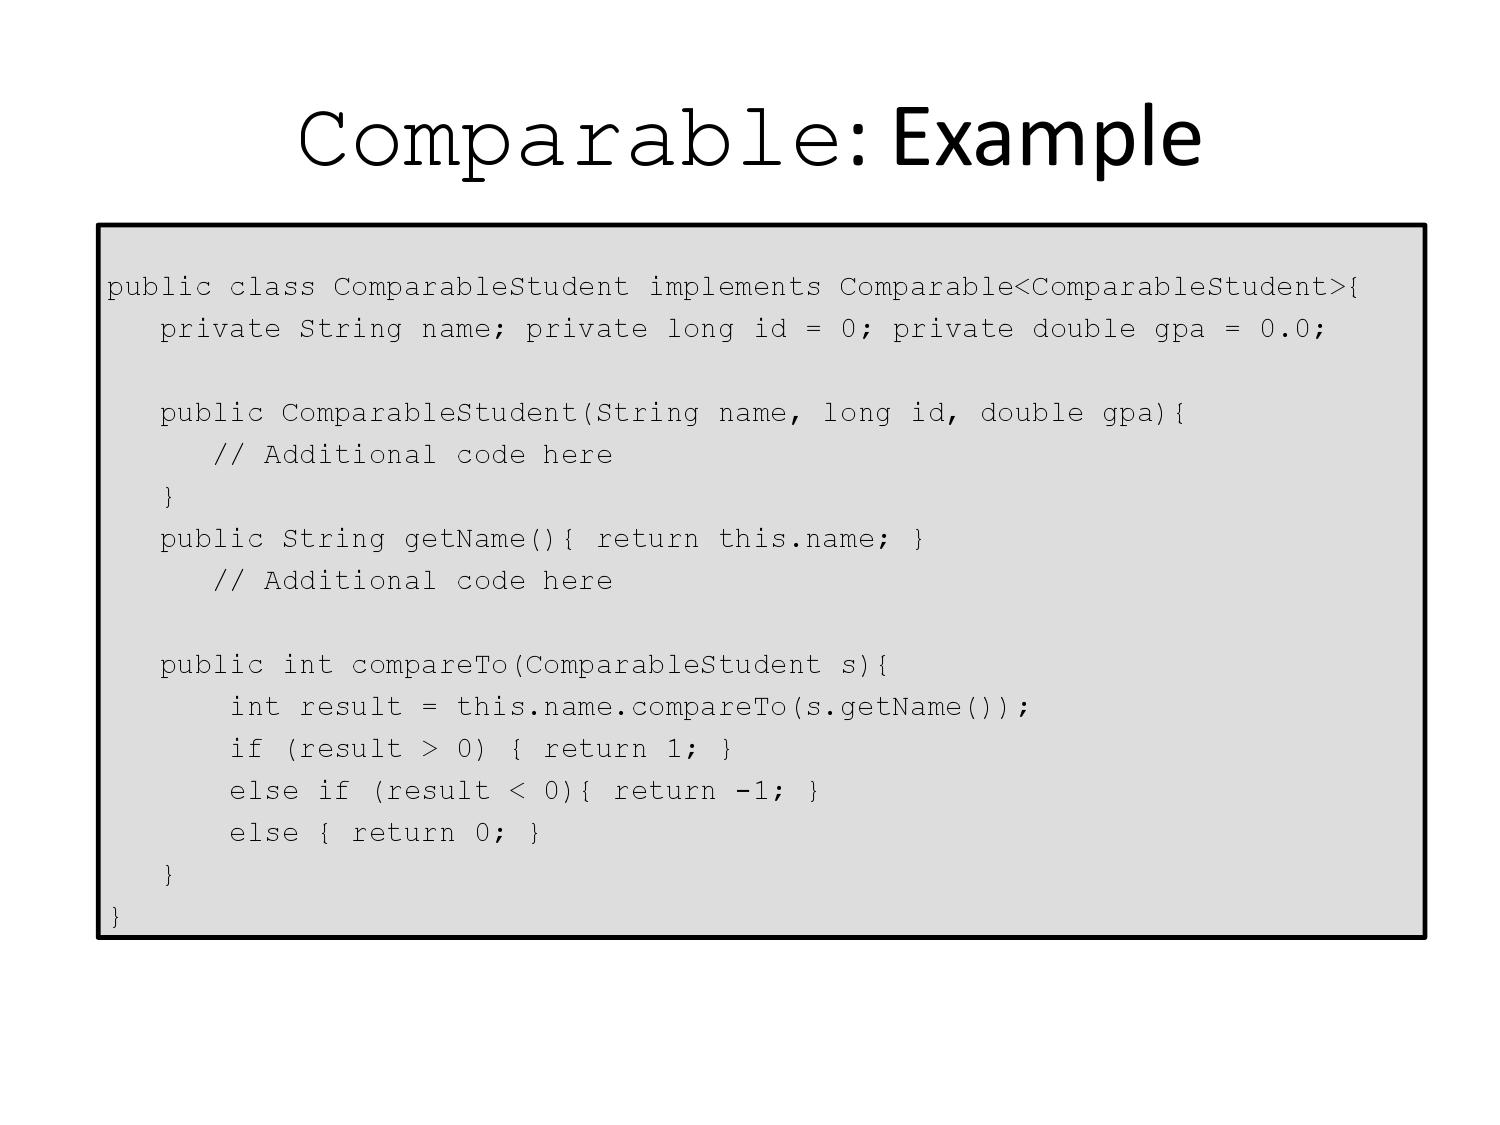 Comparable: Example
public class ComparableStudent implements Comparable<ComparableStudent>{
private String name; private long id = 0; private double gpa = 0.0;
public ComparableStudent(String name, long id, double gpa){
// Additional code here
}
public String getName(){ return this.name; }
// Additional code here
public int compareTo(ComparableStudent s){
int result = this.name.compareTo(s.getName());
if (result > 0) { return 1; }
else if (result < 0){ return -1; }
else { return 0; }
}
}